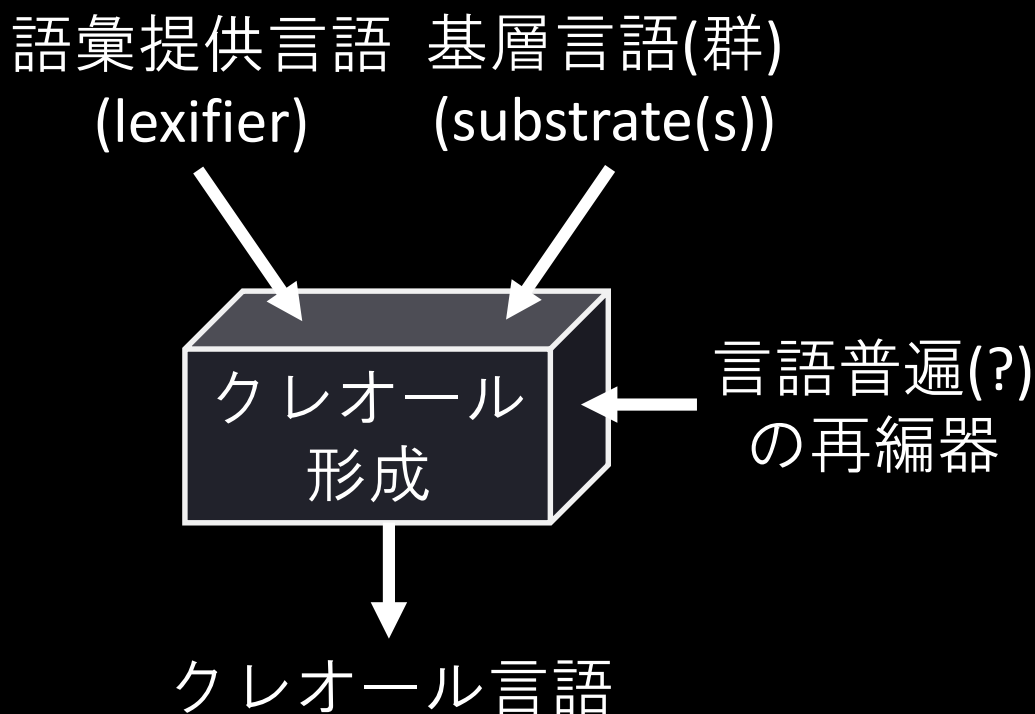 語彙提供言語
(lexifier)
基層言語(群)
(substrate(s))
クレオール
形成
言語普遍(?)
の再編器
クレオール言語